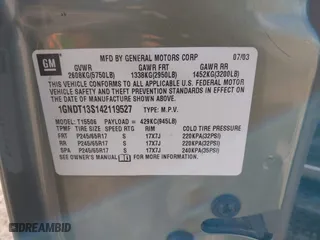 GM
MFD BY GENERAL MOTORS CORP 07/03
GVWR GAWR FRT GAWR RR
2608KG(5750LB) 1338KG(2950LB) 1452KG(3200LB)
THIS VEHICLE CONFORMS TO ALL APPLICABLE U.S. FEDERAL MOTOR
VEHICLE SAFETY AND THEFT PREVENTION STANDARDS IN EFFECT
ON THE DATE OF MANUFACTURE SHOWN ABOVE.
1GNDT13S142119527 TYPE: M.P.V.
MODEL: T15506 PAYLOAD = 429KG(945LB)
TPMF TIRE SIZE SPEED RTG RIM COLD TIRE PRESSURE
FRT P245/65R17 S 17X7J 220KPA(32PSI)
RR P245/65R17 S 17X7J 220KPA(32PSI)
SPA P245/65R17 S 17X7J 240KPA(35PSI)
SEE OWNER'S MANUAL FOR ADDITIONAL INFORMATION